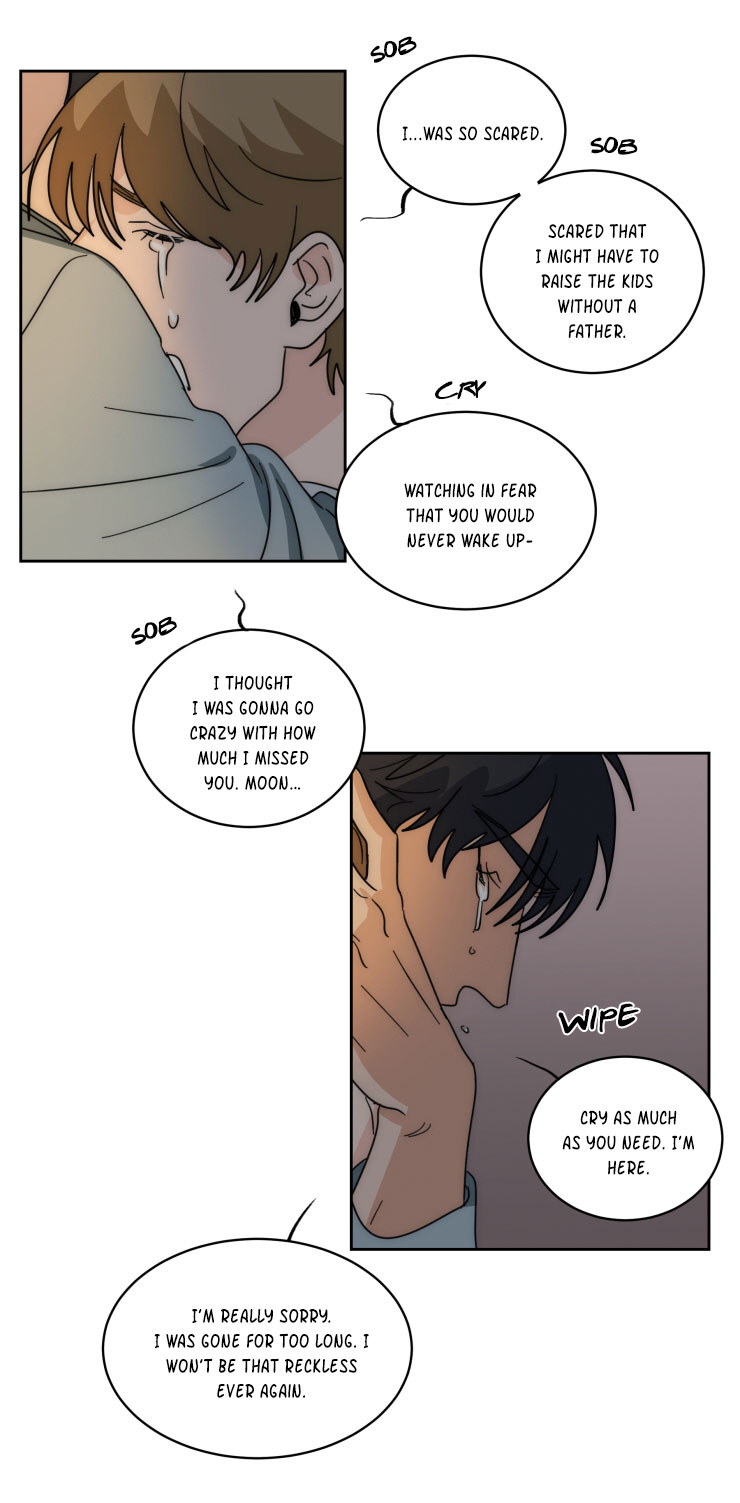 SOB
I...WAS SO SCARED.
SOB
SCARED THAT
I MIGHT HAVE TO
RAISE THE KIDS
WITHOUT A
FATHER.
CRY
WATCHING IN FEAR
THAT YOU WOULD
NEVER WAKE UP-
SOB
I THOUGHT
I WAS GONNA GO
CRAZY WITH HOW
MUCH I MISSED
YOU. MOON...
WIPE
CRY AS MUCH
AS YOU NEED. I'M
HERE.
I'M REALLY SORRY.
I WAS GONE FOR TOO LONG. I
WON'T BE THAT RECKLESS
EVER AGAIN.